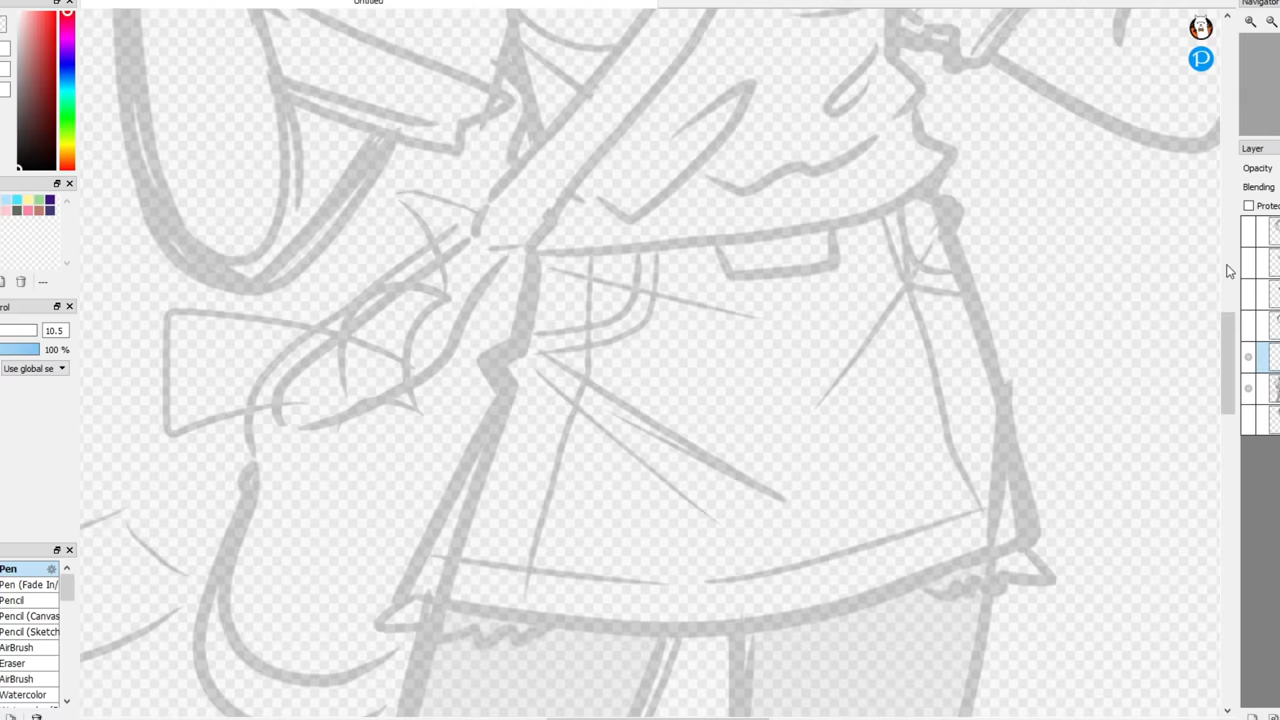 Untitled
Navigator
Layer
Opacity
Blending
Protec
rol
10.5
100 %
Use global se
Pen
Pen (Fade In/
Pencil
Pencil (Canvas
Pencil (Sketch
AirBrush
Eraser
AirBrush
Watercolor